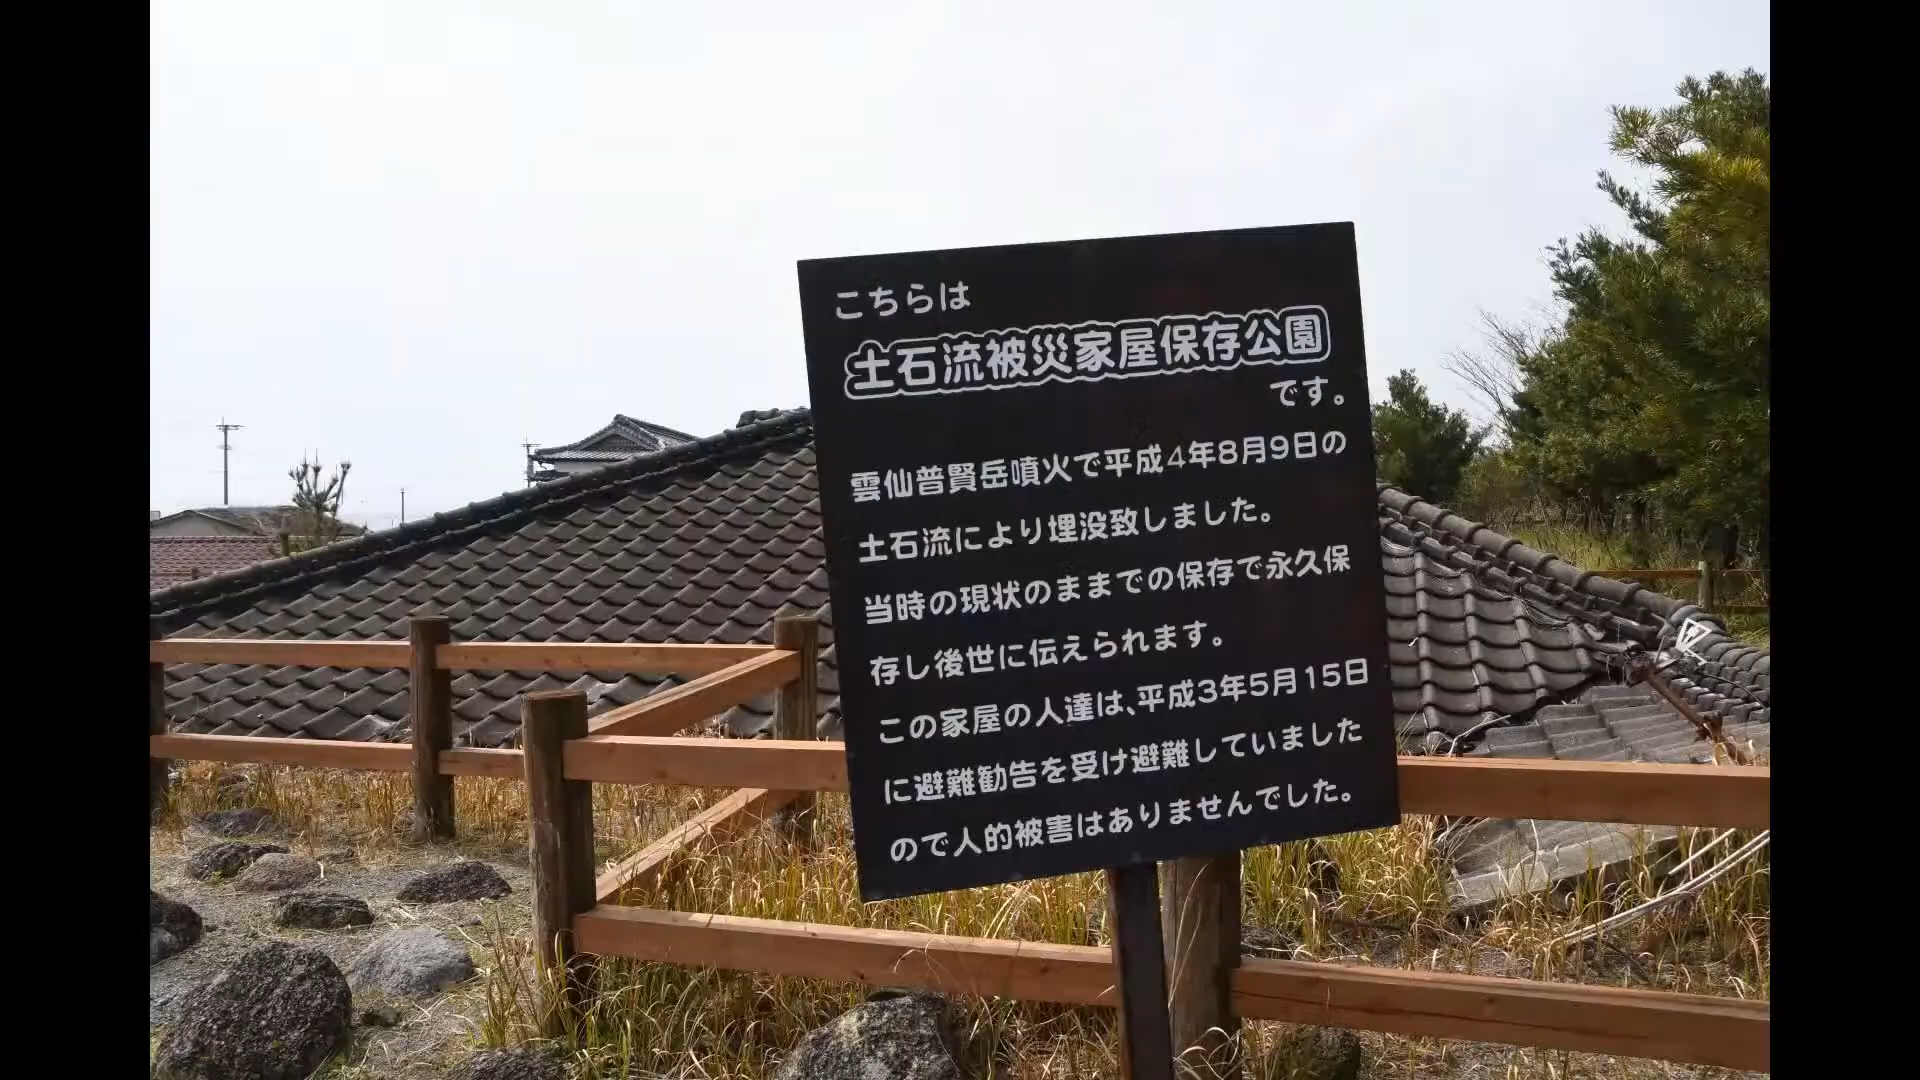 こちらは
土石流被災家屋保存公園
です。
雲仙普賢岳噴火で平成4年8月9日の
土石流により埋没致しました。
当時の現状のままでの保存で永久保
存し後世に伝えられます。
この家屋の人達は、平成3年5月15日
に避難勧告を受け避難していました
ので人的被害はありませんでした。